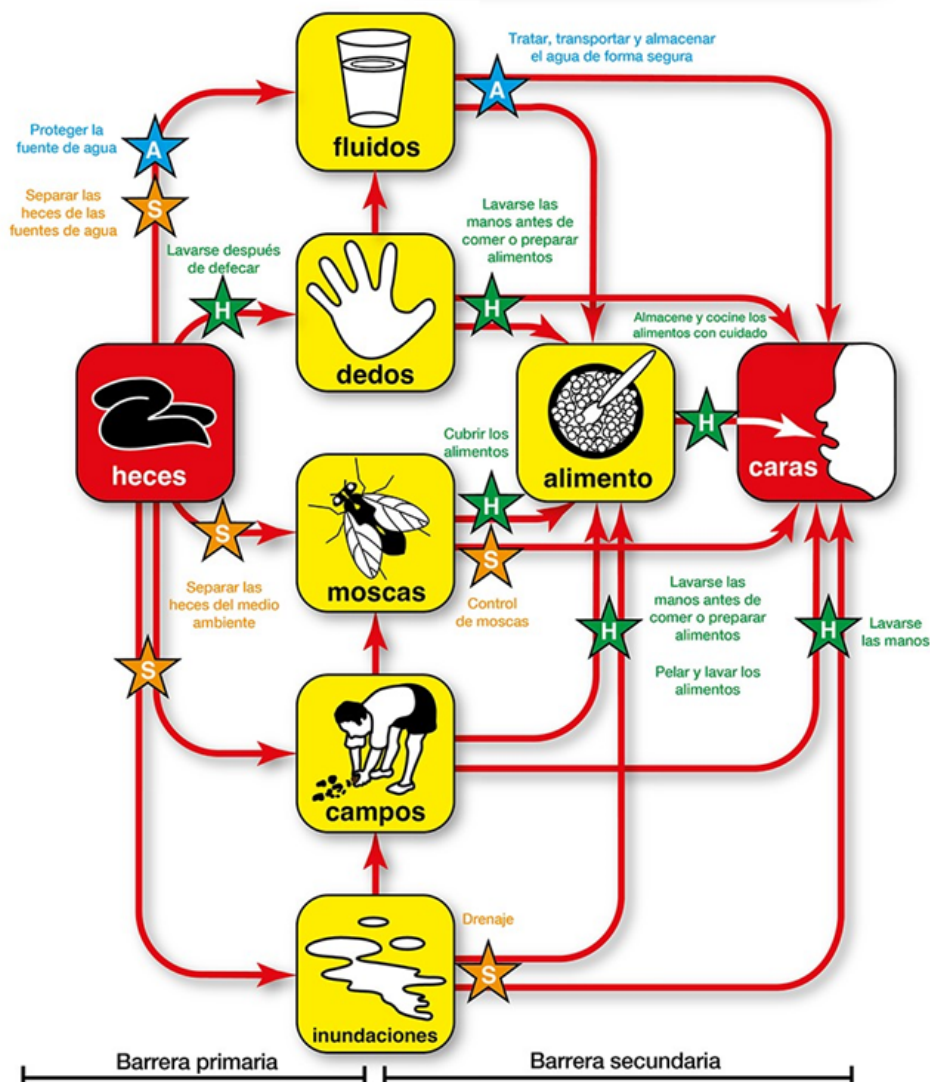 Tratar, transportar y almacenar
el agua de forma segura
A
fluidos
Proteger la
fuente de agua
A
Separar las
heces de las
fuentes de agua
S
Lavarse después
de defecar
H
Lavarse las
manos antes de
comer o preparar
alimentos
H
dedos
Almacene y cocine los
alimentos con cuidado
H
heces
alimento
caras
Cubrir los
alimentos
H
S
moscas
S
Control
de moscas
Separar las
heces del medio
ambiente
S
Lavarse las
manos antes de
comer o preparar
alimentos
Pelar y lavar los
alimentos
H
H
Lavarse
las manos
campos
Drenaje
S
inundaciones
Barrera primaria
Barrera secundaria